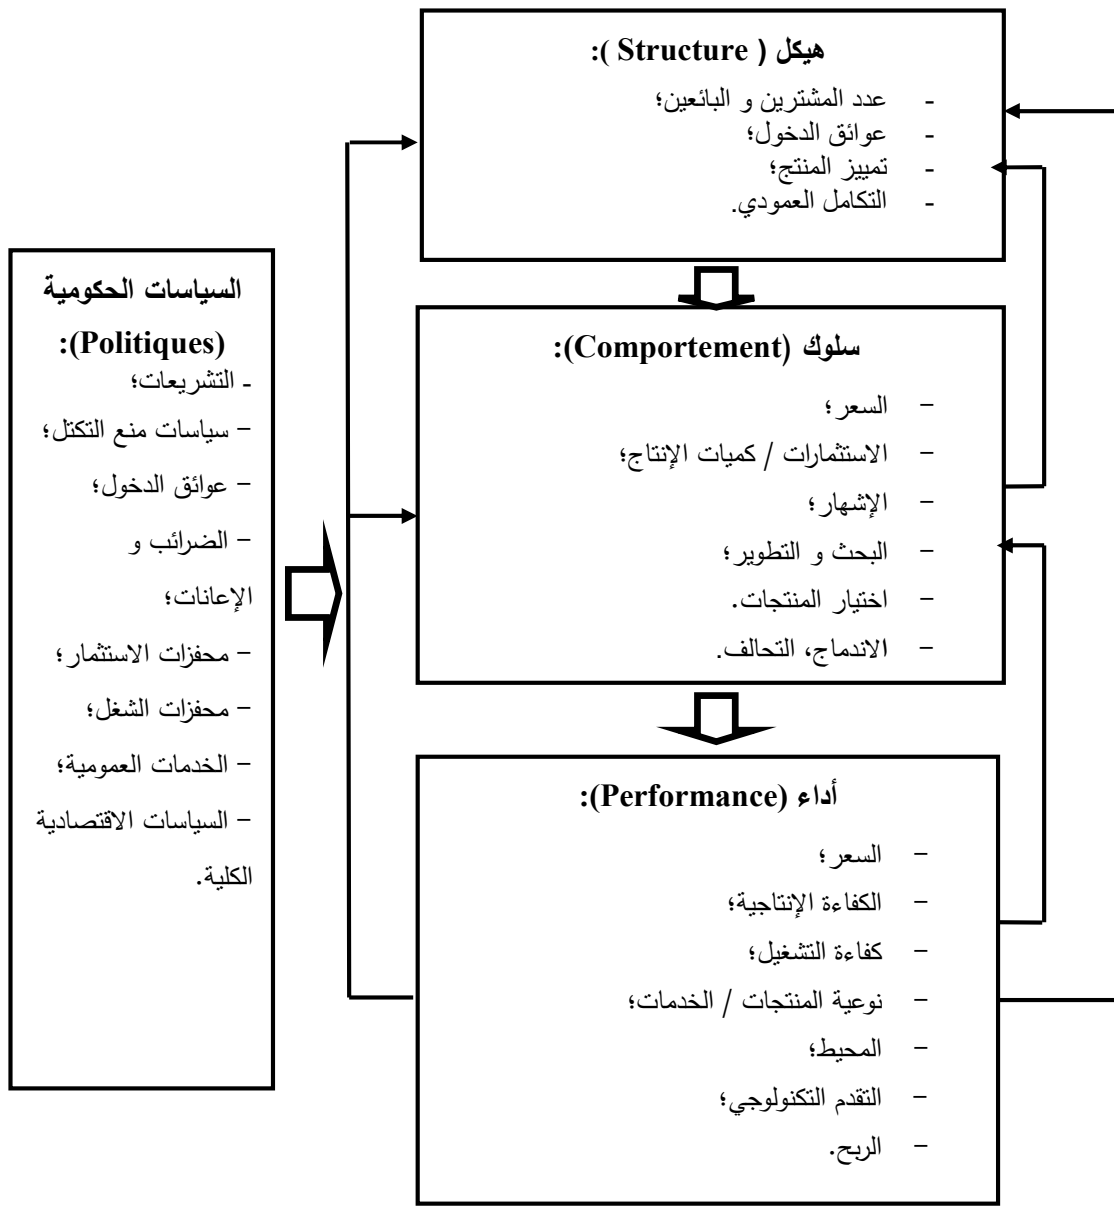 هيكل ( Structure ):
- عدد المشترين و البائعين؛
- عوائق الدخول؛
- تمييز المنتج؛
- التكامل العمودي.
السياسات الحكومية
(Politiques):
- التشريعات؛
– سياسات منع التكتل؛
– عوائق الدخول؛
– الضرائب و
الإعانات؛
– محفزات الاستثمار؛
– محفزات الشغل؛
– الخدمات العمومية؛
– السياسات الاقتصادية
الكلية.
سلوك (Comportement):
– السعر؛
– الاستثمارات / كميات الإنتاج؛
– الإشهار؛
– البحث و التطوير؛
– اختيار المنتجات.
– الاندماج، التحالف.
أداء (Performance):
– السعر؛
– الكفاءة الإنتاجية؛
– كفاءة التشغيل؛
– نوعية المنتجات / الخدمات؛
– المحيط؛
– التقدم التكنولوجي؛
– الربح.